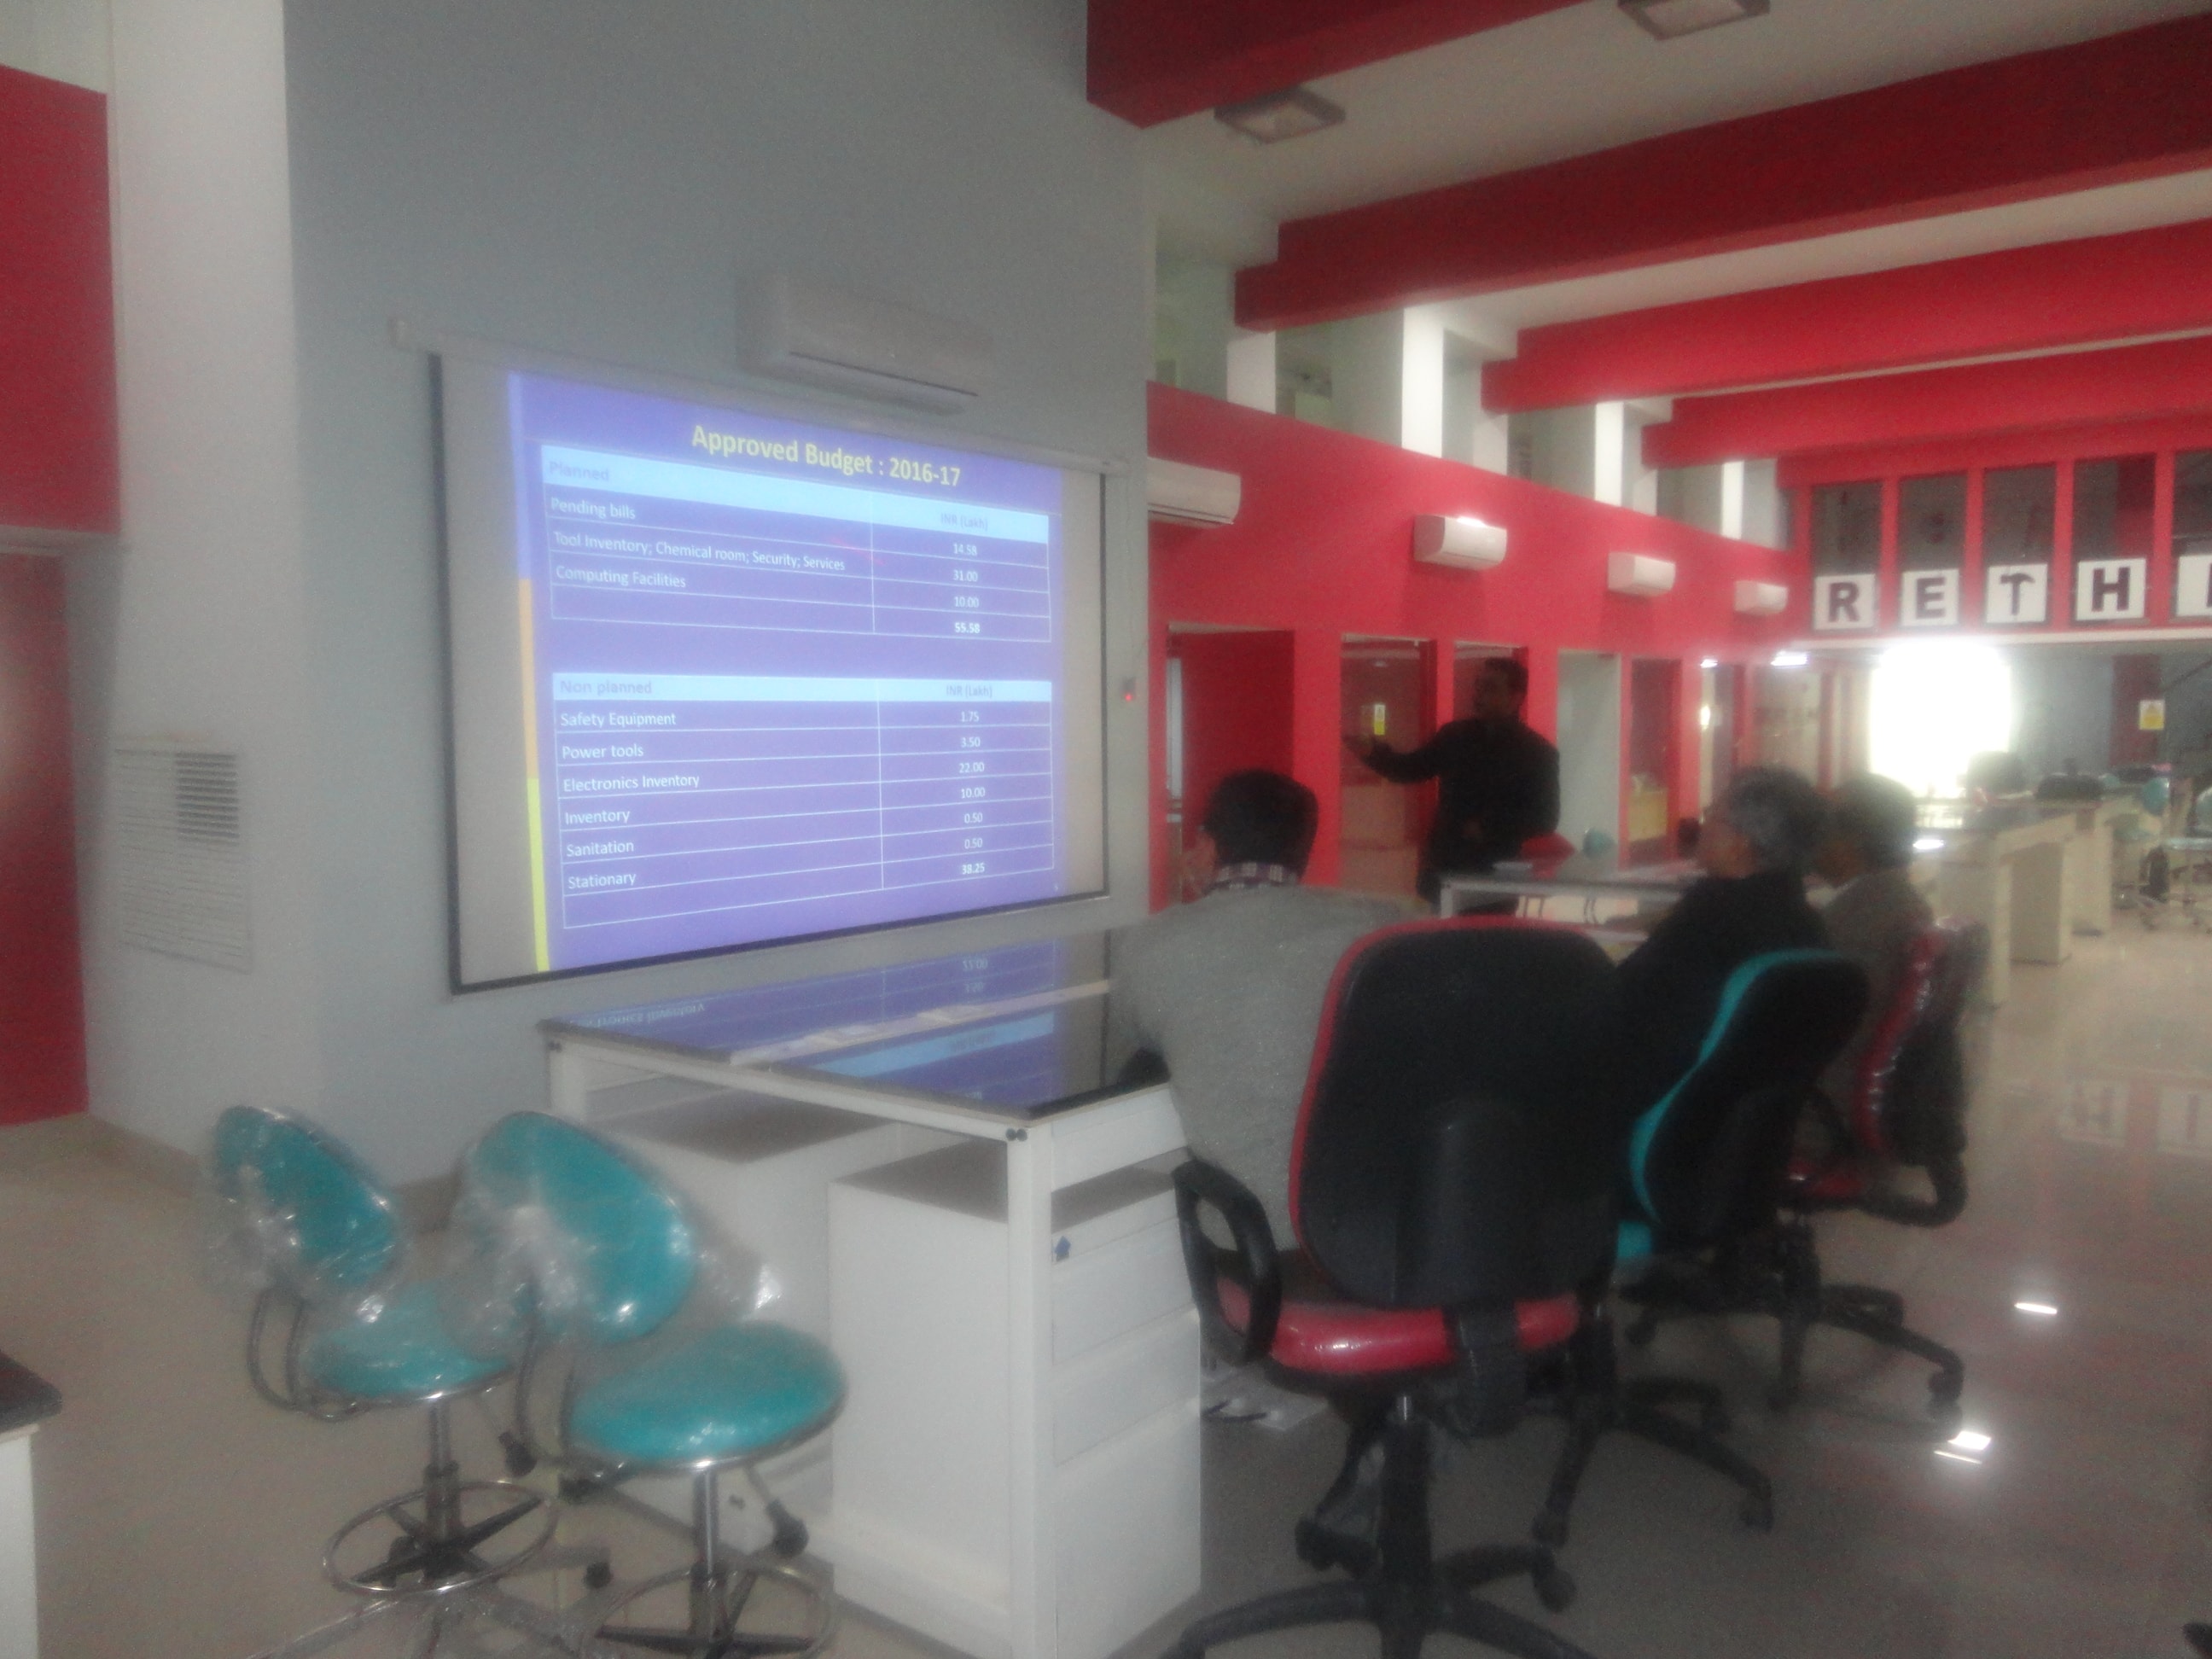 Approved Budget : 2016-17
Planned INR (Lakh)
Pending bills 14.58
Tool Inventory; Chemical room; Security; Services 31.00
Computing Facilities 10.00
55.58
Non planned INR (Lakh)
Safety Equipment 1.75
Power tools 3.50
Electronics Inventory 22.00
Inventory 10.00
Sanitation 0.50
Stationary 0.50
38.25
RETH